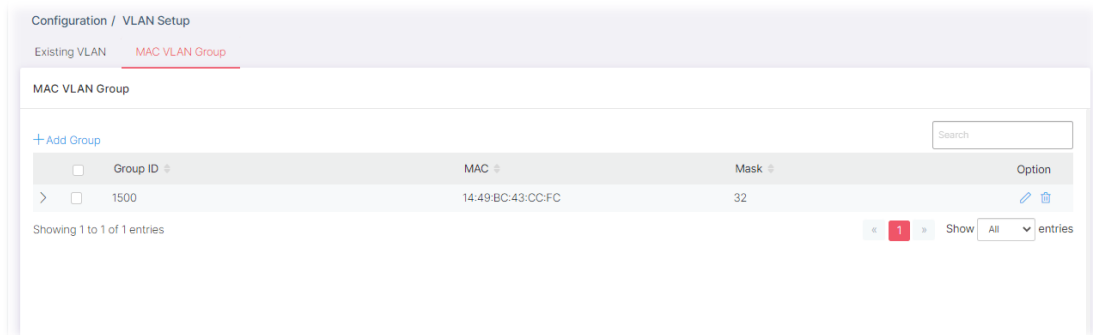 Configuration / VLAN Setup
Existing VLAN MAC VLAN Group
MAC VLAN Group
+Add Group Search
Group ID MAC Mask Option
1500 14:49:BC:43:CC:FC 32
Showing 1 to 1 of 1 entries « 1 » Show All entries